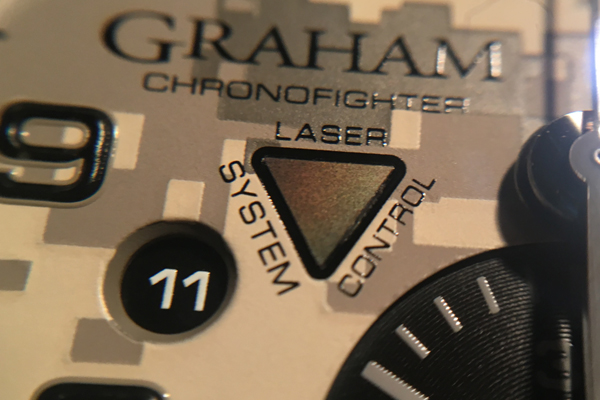 GRAHAM
CHRONOFIGHTER
LASER
SYSTEM
CONTROL
9
11